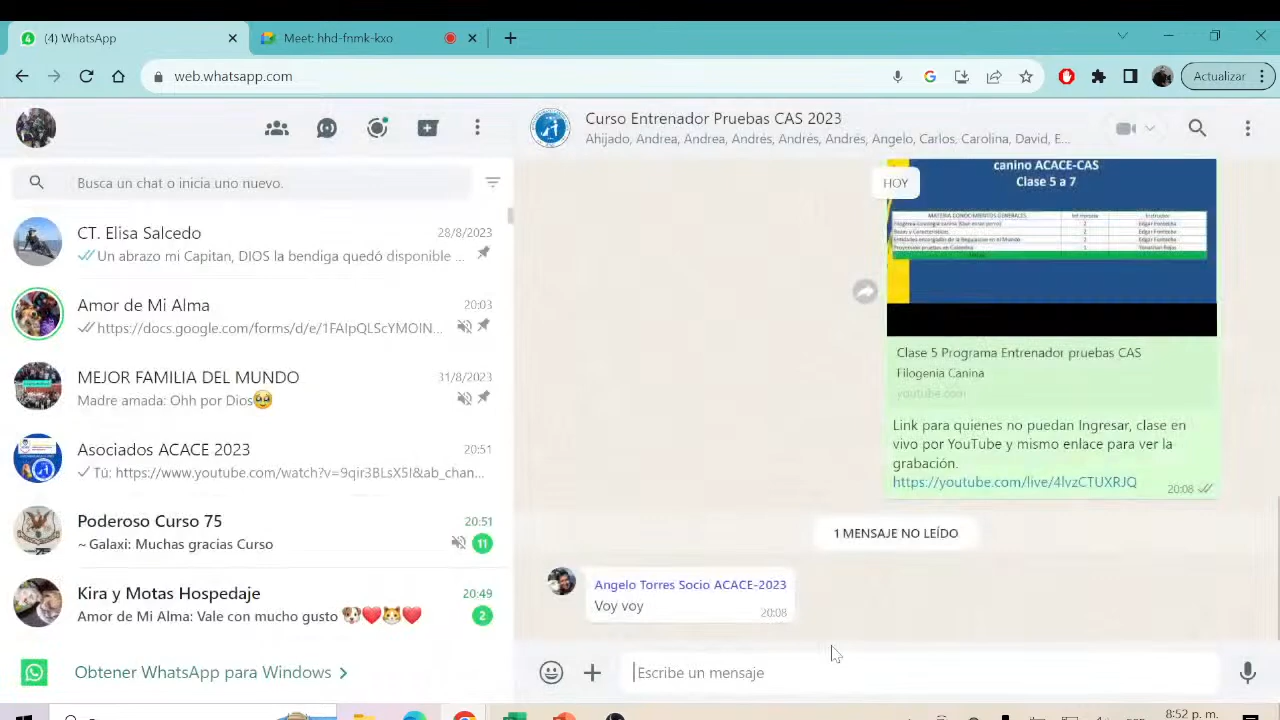 4
(4) WhatsApp
Meet: hhd-fnmk-kxo
web.whatsapp.com
Actualizar
Curso Entrenador Pruebas CAS 2023
Ahijado, Andrea, Andrea, Andrés, Andrés, Andrés, Angelo, Carlos, Carolina, David, E...
Busca un chat o inicia uno nuevo.
CT. Elisa Salcedo
28/8/2023
Un abrazo mi Capitan DIOS la bendiga quedó disponible ...
Amor de Mi Alma
20:03
https://docs.google.com/forms/d/e/1FAIpQLScYMOIN...
MEJOR FAMILIA DEL MUNDO
31/8/2023
Madre amada: Ohh por Dios🥹
Asociados ACACE 2023
20:51
Tú: https://www.youtube.com/watch?v=9qir3BLsX5I&ab_chan...
Poderoso Curso 75
20:51
~ Galaxi: Muchas gracias Curso
11
Kira y Motas Hospedaje
20:49
Amor de Mi Alma: Vale con mucho gusto 🐶❤️🐱❤️
2
Obtener WhatsApp para Windows
canino ACACE-CAS
Clase 5 a 7
HOY
MATERIA CONOCIMIENTOS GENERALES
Instructor
Clase 5 Programa Entrenador pruebas CAS
Filogenia Canina
youtube.com
Link para quienes no puedan Ingresar, clase en
vivo por YouTube y mismo enlace para ver la
grabación.
https://youtube.com/live/4lvzCTUXRJQ
20:08
1 MENSAJE NO LEÍDO
Angelo Torres Socio ACACE-2023
Voy voy
20:08
Escribe un mensaje
8:52 p. m.